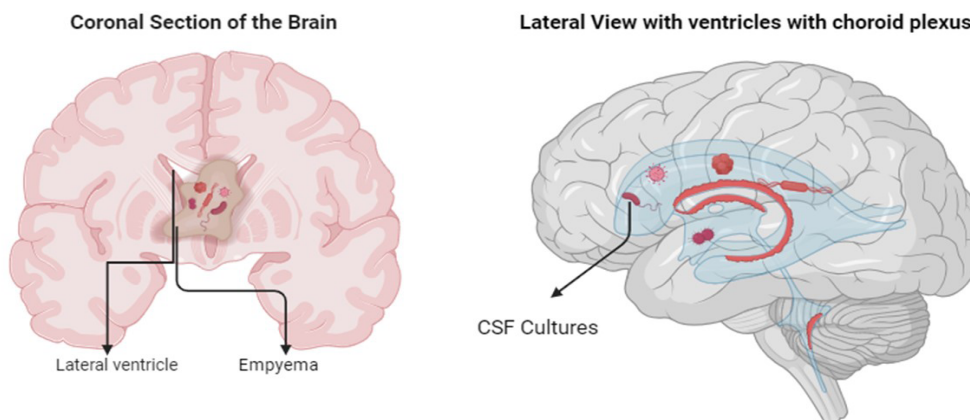 Coronal Section of the Brain
Lateral View with ventricles with choroid plexus
CSF Cultures
Lateral ventricle
Empyema